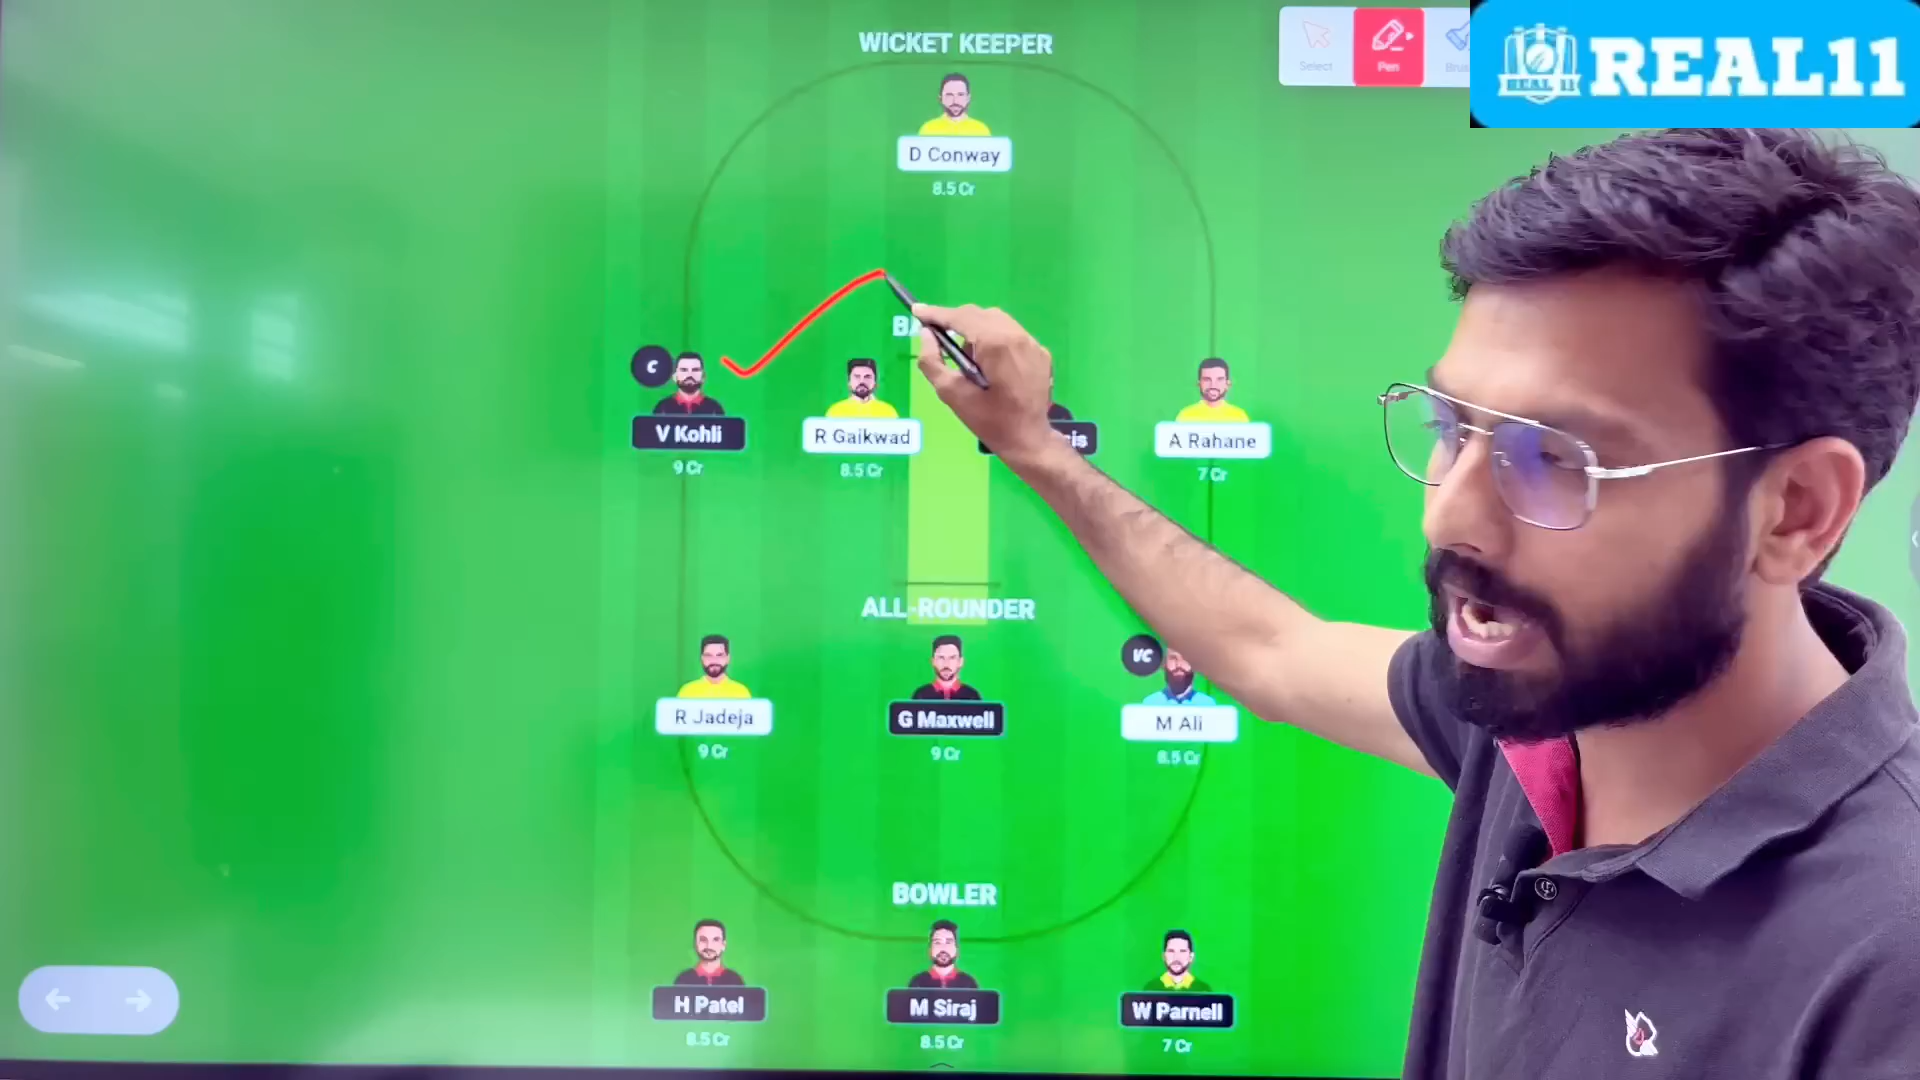 WICKET KEEPER
Select
Pen
REAL 11
REAL11
D Conway
8.5 Cr
C
V Kohli
9 Cr
R Gaikwad
8.5 Cr
A Rahane
7 Cr
ALL-ROUNDER
R Jadeja
9 Cr
G Maxwell
9 Cr
VC
M Ali
8.5 Cr
BOWLER
H Patel
8.5 Cr
M Siraj
8.5 Cr
W Parnell
7 Cr